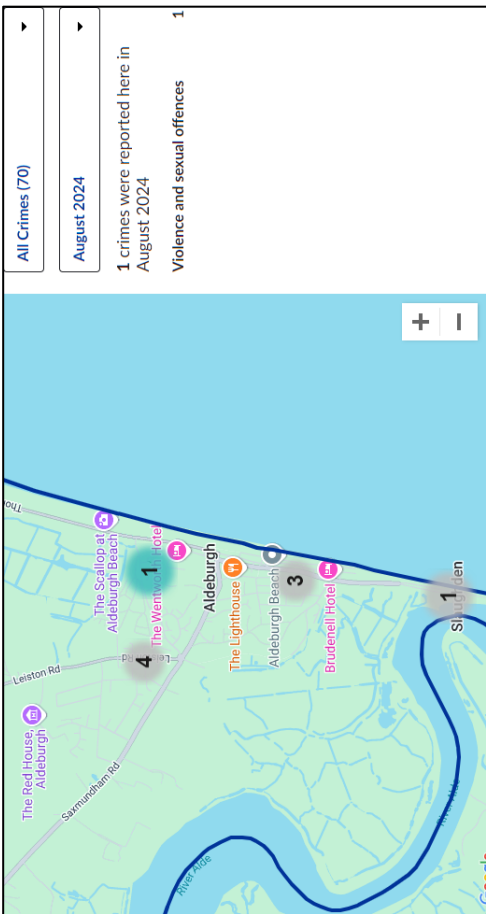 All Crimes (70)
August 2024
1 crimes were reported here in
August 2024
Violence and sexual offences 1
+
−
The Scallop at
Aldeburgh Beach
1
The Wentworth Hotel
4
Leiston Rd
The Red House,
Aldeburgh
Saxmundham Rd
Aldeburgh
The Lighthouse
Aldeburgh Beach
3
Brudenell Hotel
1
River Alde
River Alde